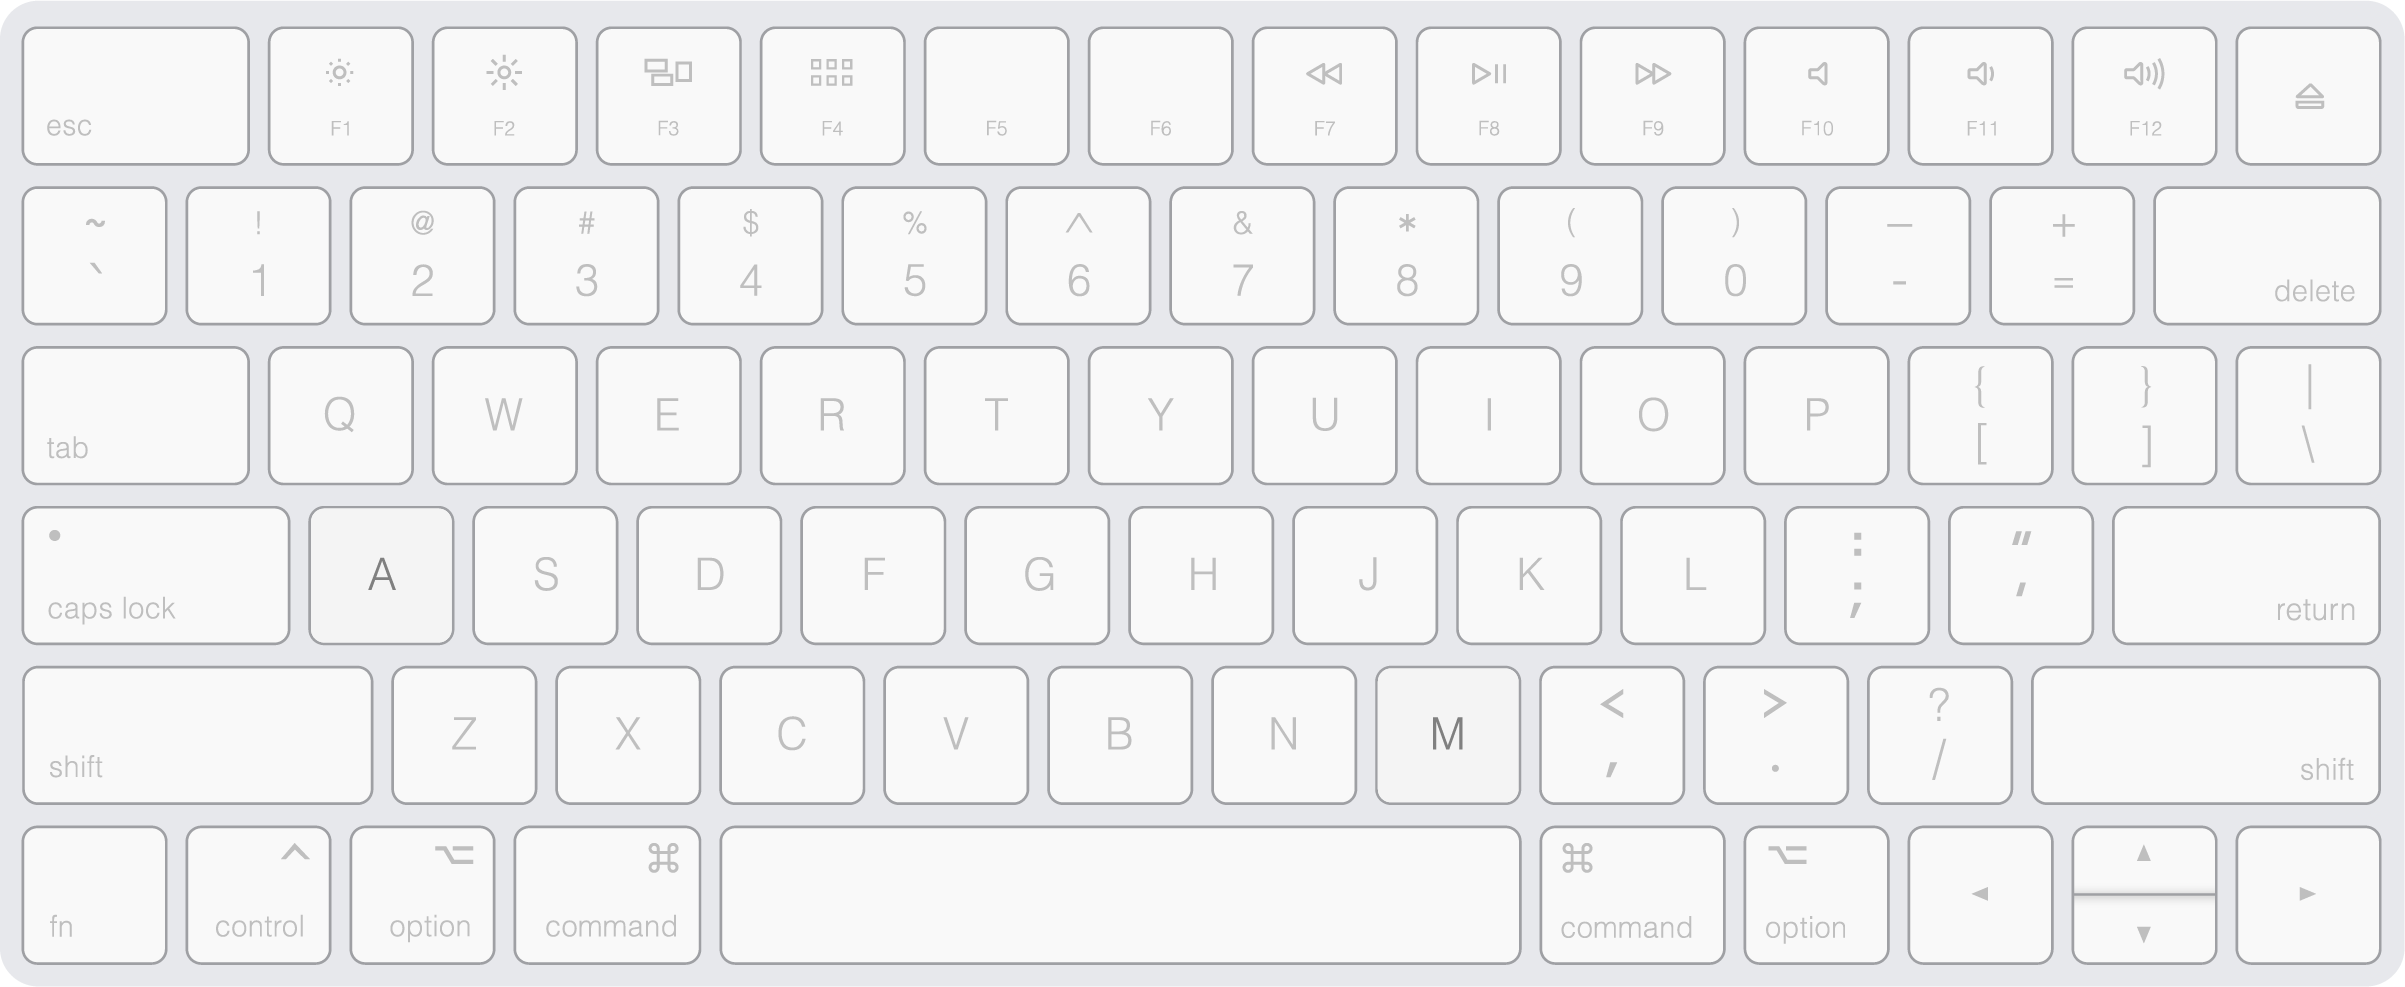 esc F1 F2 F3 F4 F5 F6 F7 F8 F9 F10 F11 F12
~ ! @ # $ % ^ & * ( ) — +
` 1 2 3 4 5 6 7 8 9 0 - = delete
tab Q W E R T Y U I O P { } |
[ ] \
caps lock A S D F G H J K L : "
; ' return
shift Z X C V B N M < > ? shift
, . /
fn control option command command option